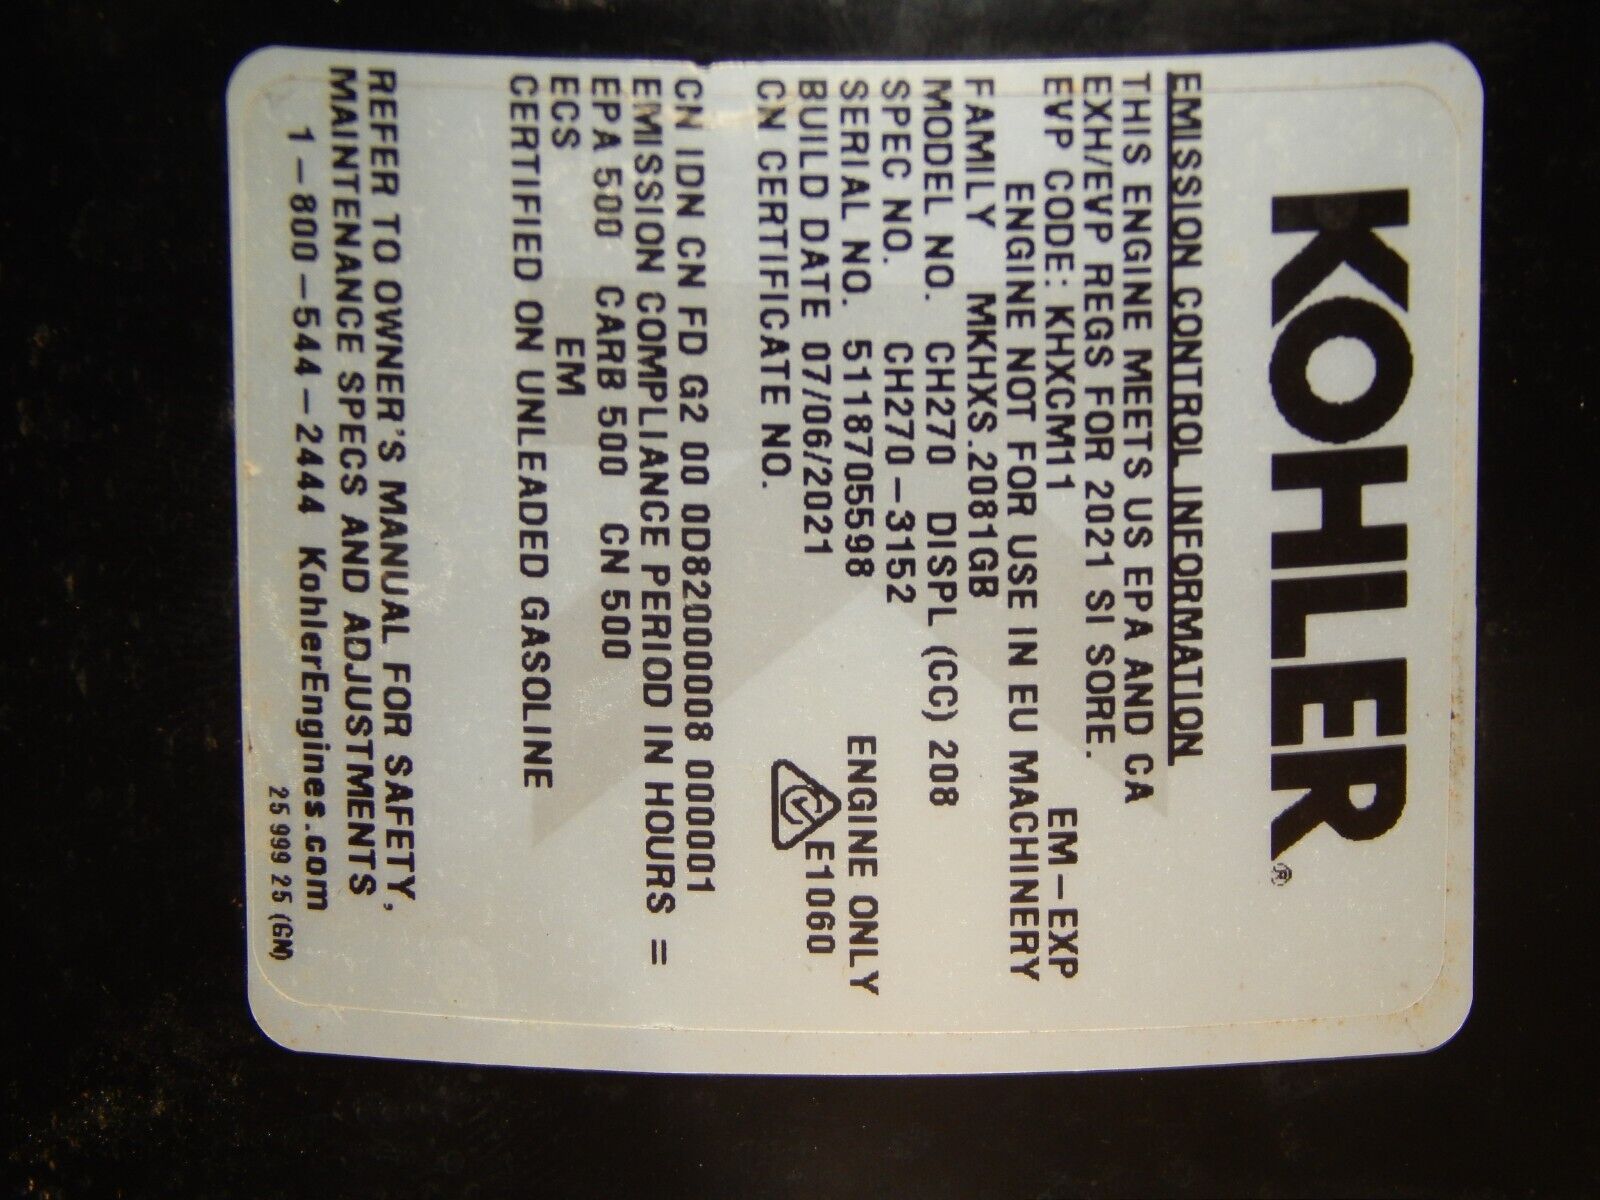 KOHLER®
EMISSION CONTROL INFORMATION
THIS ENGINE MEETS US EPA AND CA
EXH/EVP REGS FOR 2021 SI SORE.
EVP CODE: KHXCM11 EM-EXP
ENGINE NOT FOR USE IN EU MACHINERY
FAMILY MKHXS.2081GB
MODEL NO. CH270 DISPL (CC) 208
SPEC NO. CH270-3152
SERIAL NO. 5118705598 ENGINE ONLY
BUILD DATE 07/06/2021 E1060
CN CERTIFICATE NO.
CN IDN CN FD G2 00 0D82000008 000001
EMISSION COMPLIANCE PERIOD IN HOURS =
EPA 500 CARB 500 CN 500
ECS EM
CERTIFIED ON UNLEADED GASOLINE
REFER TO OWNER'S MANUAL FOR SAFETY,
MAINTENANCE SPECS AND ADJUSTMENTS
1-800-544-2444 KohlerEngines.com
25 999 25 (GN)